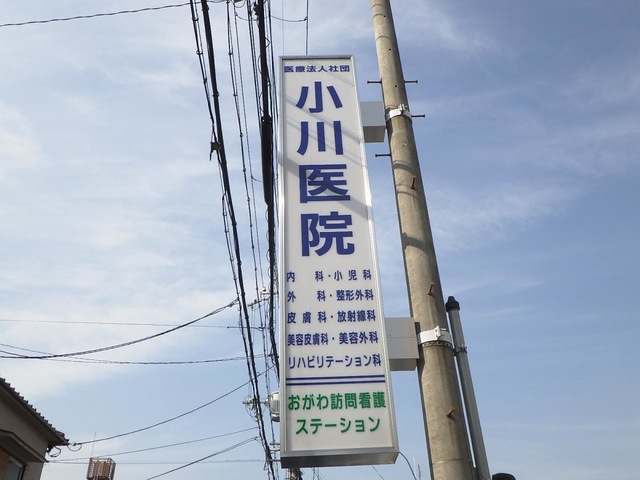 医療法人社団
小川医院
内科・小児科
外科・整形外科
皮膚科・放射線科
美容皮膚科・美容外科
リハビリテーション科
おがわ訪問看護
ステーション